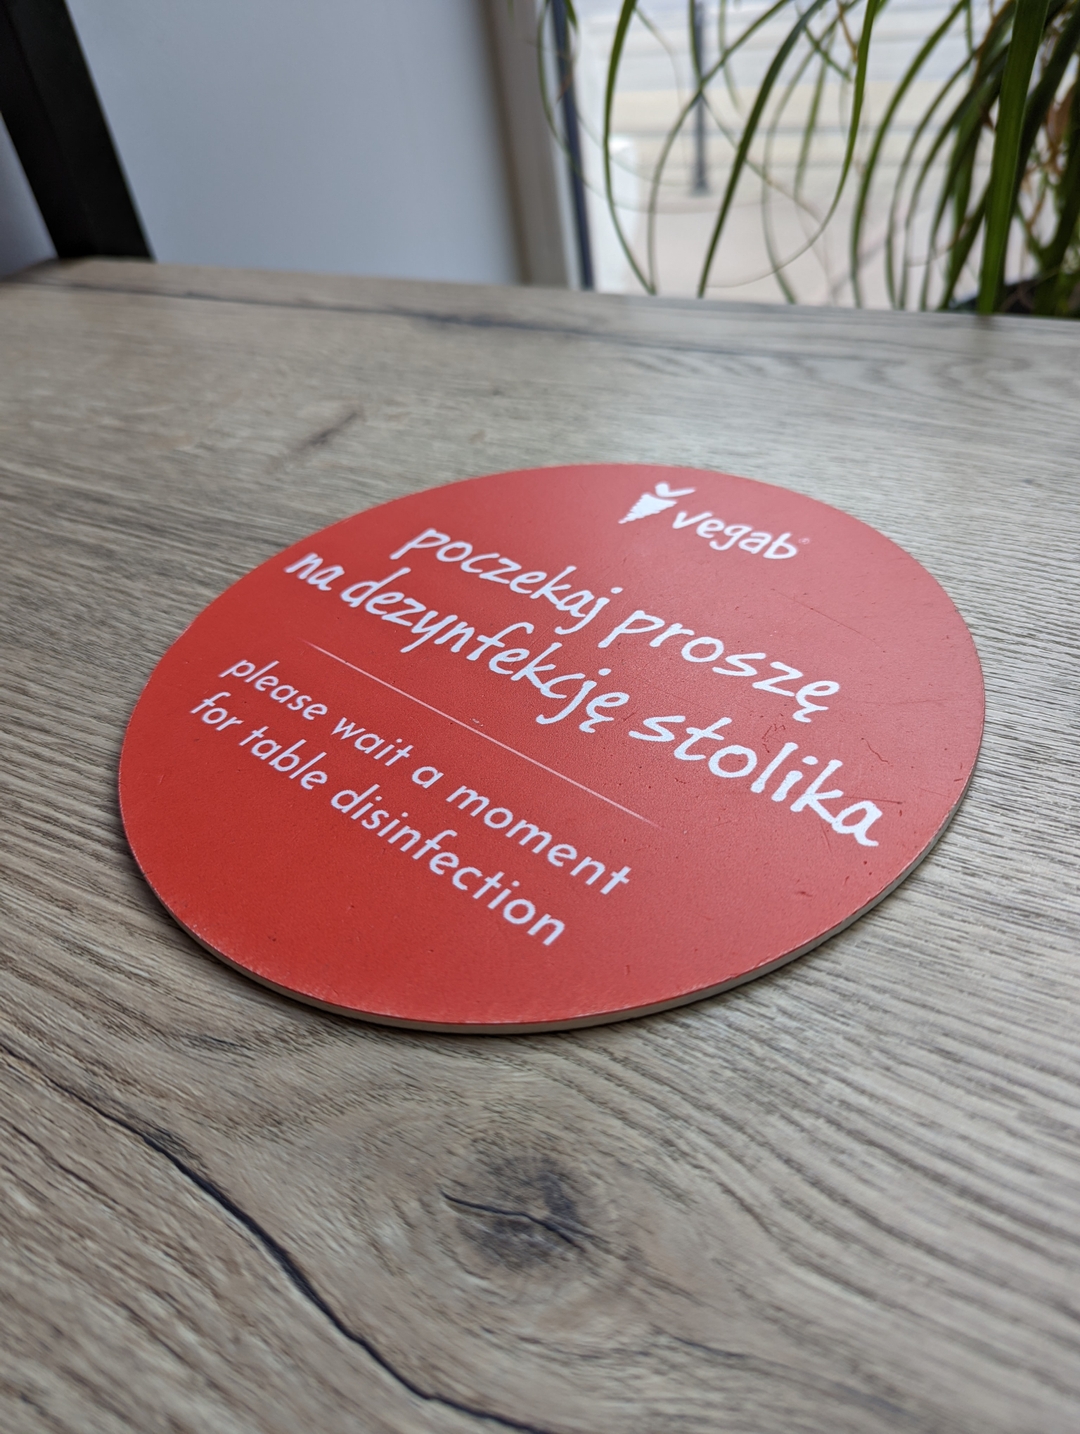 vegab®
poczekaj proszę
na dezynfekcję stolika
please wait a moment
for table disinfection